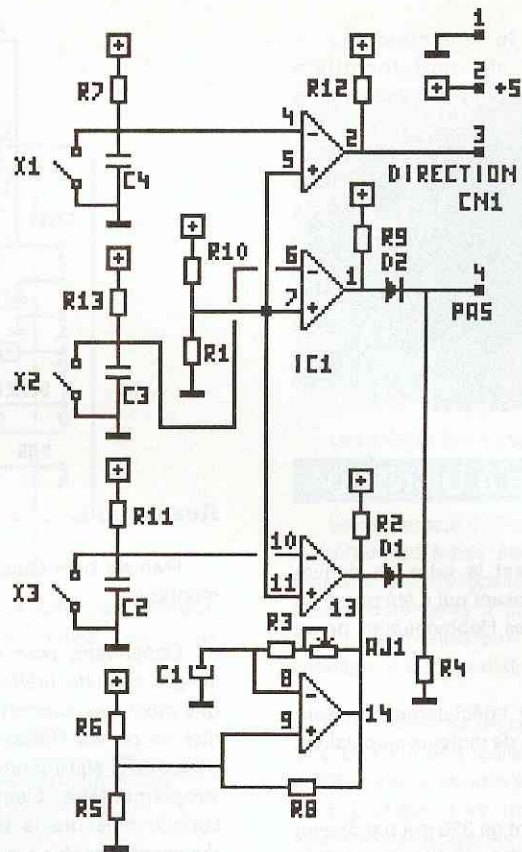 1
2
+5
3
DIRECTION
CN1
R7
R12
4
5
2
X1
C4
R10
R9
D2
6
7
1
4
PAS
R13
R1
IC1
X2
C3
R11
R2
D1
10
11
13
X3
C2
R3
AJ1
C1
8
9
14
R4
R6
R5
R8